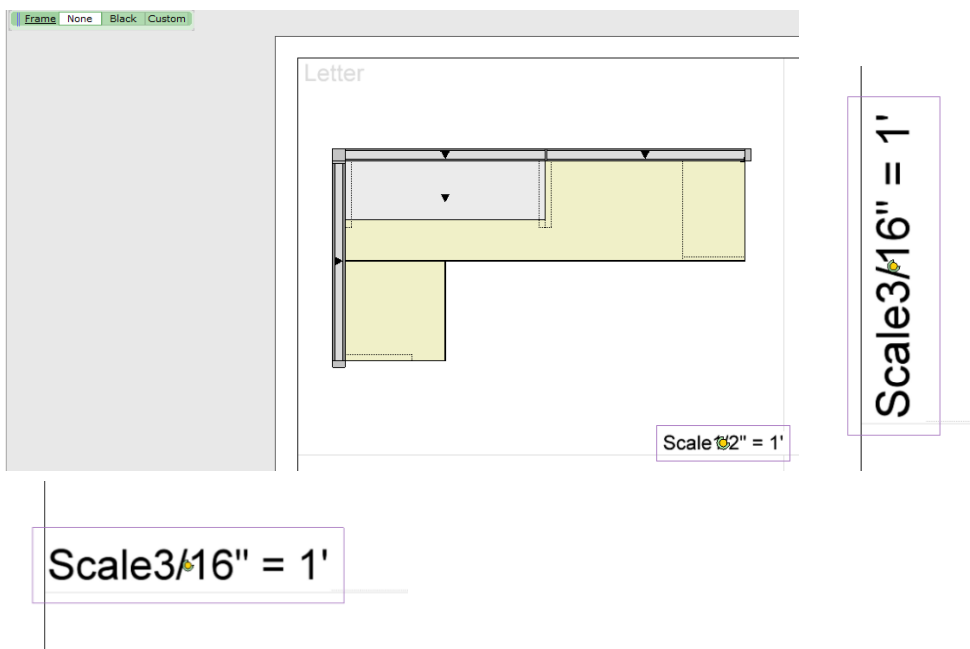 Frame None Black Custom
Letter
Scale3/16" = 1'
Scale1/2" = 1'
Scale3/16" = 1'